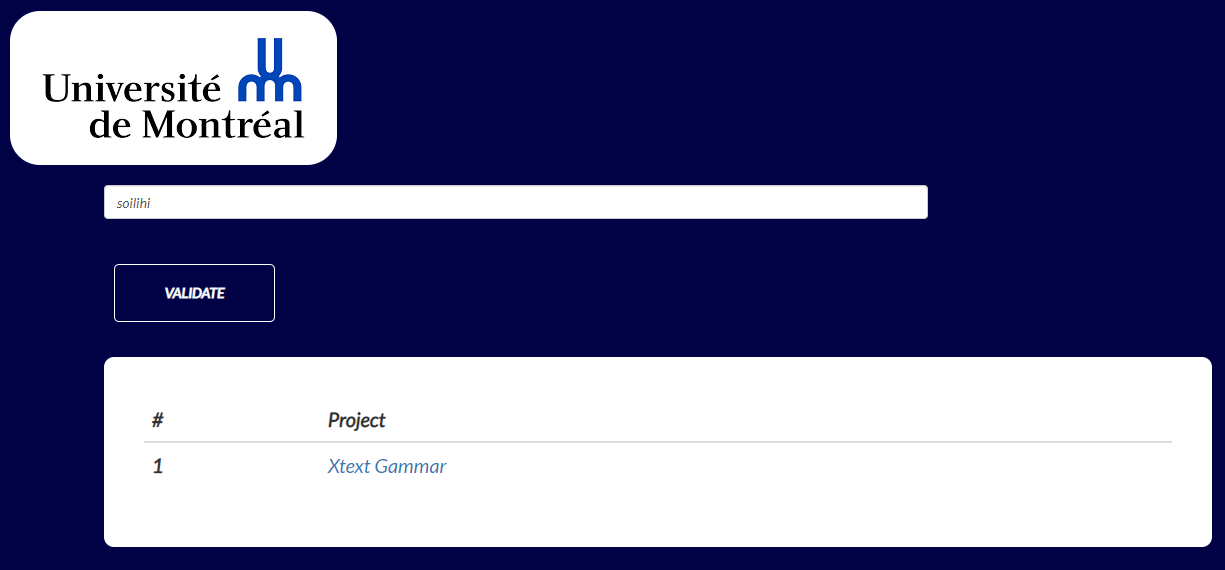 Université
de Montréal
soilihi
VALIDATE
# Project
1 Xtext Gammar